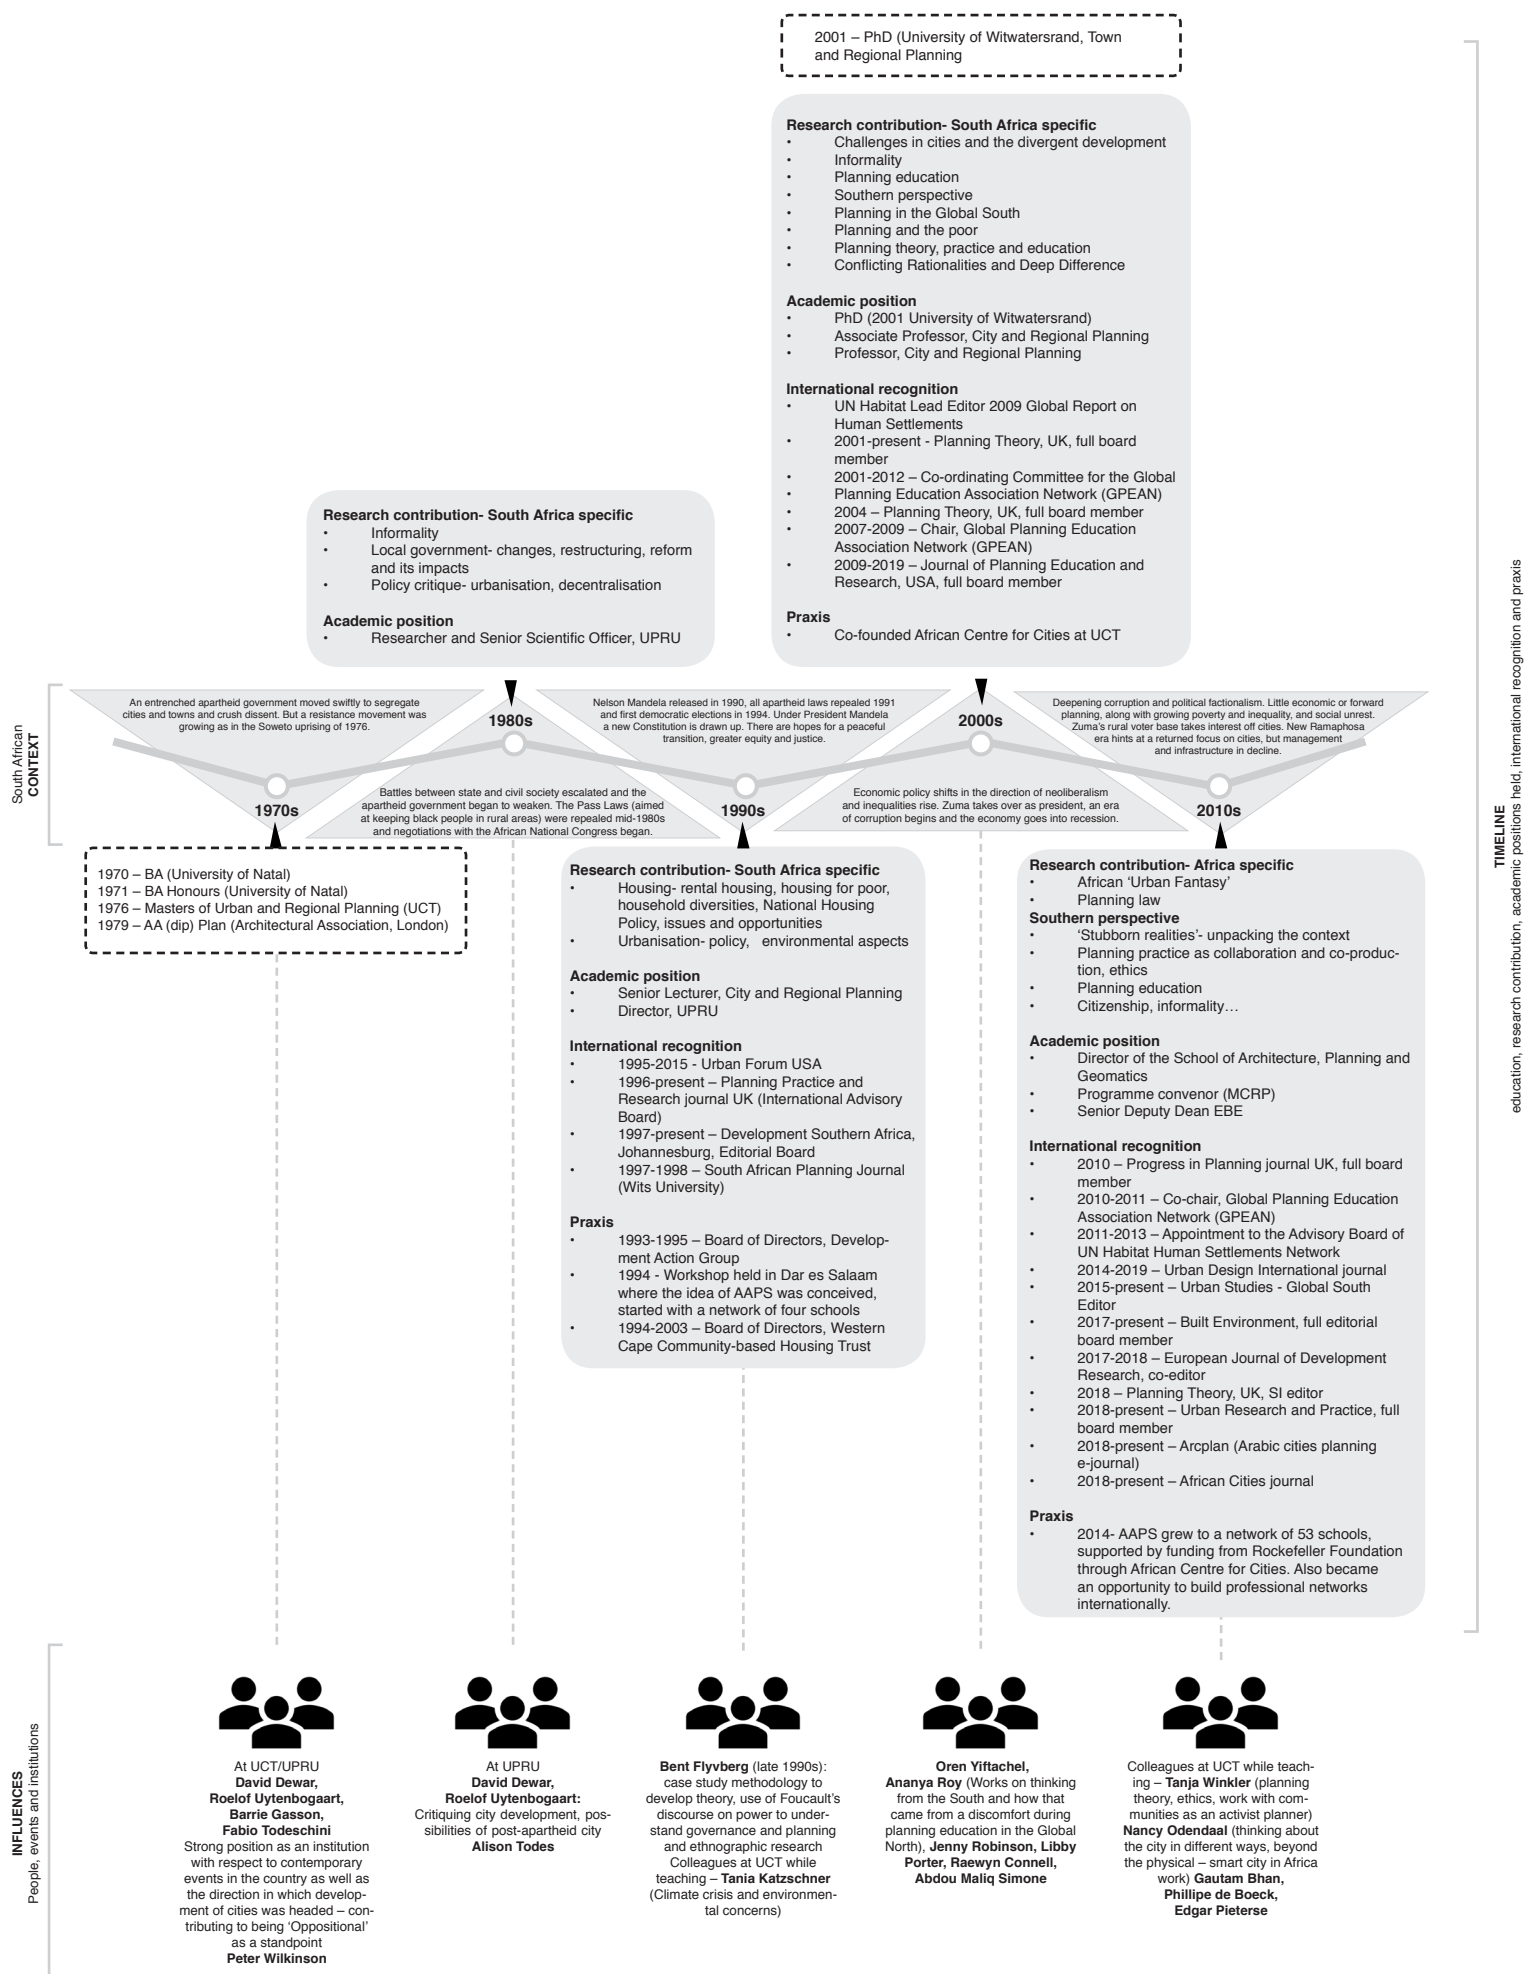 2001 – PhD (University of Witwatersrand, Town
and Regional Planning
Research contribution- South Africa specific
• Challenges in cities and the divergent development
• Informality
• Planning education
• Southern perspective
• Planning in the Global South
• Planning and the poor
• Planning theory, practice and education
• Conflicting Rationalities and Deep Difference
Academic position
• PhD (2001 University of Witwatersrand)
• Associate Professor, City and Regional Planning
• Professor, City and Regional Planning
International recognition
• UN Habitat Lead Editor 2009 Global Report on
Human Settlements
• 2001-present - Planning Theory, UK, full board
member
• 2001-2012 – Co-ordinating Committee for the Global
• Planning Education Association Network (GPEAN)
• 2004 – Planning Theory, UK, full board member
• 2007-2009 – Chair, Global Planning Education
Association Network (GPEAN)
• 2009-2019 – Journal of Planning Education and
Research, USA, full board member
Praxis
• Co-founded African Centre for Cities at UCT
Research contribution- South Africa specific
• Informality
• Local government- changes, restructuring, reform
and its impacts
• Policy critique- urbanisation, decentralisation
Academic position
• Researcher and Senior Scientific Officer, UPRU
South African
CONTEXT
An entrenched apartheid government moved swiftly to segregate
cities and towns and crush dissent. But a resistance movement was
growing as in the Soweto uprising of 1976.
1970s
1980s
Battles between state and civil society escalated and the
apartheid government began to weaken. The Pass Laws (aimed
at keeping black people in rural areas) were repealed mid-1980s
and negotiations with the African National Congress began.
Nelson Mandela released in 1990, all apartheid laws repealed 1991
and first democratic elections in 1994. Under President Mandela
a new Constitution is drawn up. There are hopes for a peaceful
transition, greater equity and justice.
1990s
2000s
Economic policy shifts in the direction of neoliberalism
and inequalities rise. Zuma takes over as president, an era
of corruption begins and the economy goes into recession.
Deepening corruption and political factionalism. Little economic or forward
planning, along with growing poverty and inequality, and social unrest.
Zuma's rural voter base takes interest off cities. New Ramaphosa
era hints at a returned focus on cities, but management
and infrastructure in decline.
2010s
1970 – BA (University of Natal)
1971 – BA Honours (University of Natal)
1976 – Masters of Urban and Regional Planning (UCT)
1979 – AA (dip) Plan (Architectural Association, London)
Research contribution- South Africa specific
• Housing- rental housing, housing for poor,
household diversities, National Housing
Policy, issues and opportunities
• Urbanisation- policy, environmental aspects
Academic position
• Senior Lecturer, City and Regional Planning
• Director, UPRU
International recognition
• 1995-2015 - Urban Forum USA
• 1996-present – Planning Practice and
Research journal UK (International Advisory
Board)
• 1997-present – Development Southern Africa,
Johannesburg, Editorial Board
• 1997-1998 – South African Planning Journal
(Wits University)
Praxis
• 1993-1995 – Board of Directors, Develop-
ment Action Group
• 1994 - Workshop held in Dar es Salaam
where the idea of AAPS was conceived,
started with a network of four schools
• 1994-2003 – Board of Directors, Western
Cape Community-based Housing Trust
Research contribution- Africa specific
• African ‘Urban Fantasy’
• Planning law
Southern perspective
• ‘Stubborn realities’- unpacking the context
• Planning practice as collaboration and co-produc-
tion, ethics
• Planning education
• Citizenship, informality…
Academic position
• Director of the School of Architecture, Planning and
Geomatics
• Programme convenor (MCRP)
• Senior Deputy Dean EBE
International recognition
• 2010 – Progress in Planning journal UK, full board
member
• 2010-2011 – Co-chair, Global Planning Education
Association Network (GPEAN)
• 2011-2013 – Appointment to the Advisory Board of
UN Habitat Human Settlements Network
• 2014-2019 – Urban Design International journal
• 2015-present – Urban Studies - Global South
Editor
• 2017-present – Built Environment, full editorial
board member
• 2017-2018 – European Journal of Development
Research, co-editor
• 2018 – Planning Theory, UK, SI editor
• 2018-present – Urban Research and Practice, full
board member
• 2018-present – Arcplan (Arabic cities planning
e-journal)
• 2018-present – African Cities journal
Praxis
• 2014- AAPS grew to a network of 53 schools,
supported by funding from Rockefeller Foundation
through African Centre for Cities. Also became
an opportunity to build professional networks
internationally.
TIMELINE
education, research contribution, academic positions held, international recognition and praxis
INFLUENCES
People, events and institutions
At UCT/UPRU
David Dewar,
Roelof Uytenbogaart,
Barrie Gasson,
Fabio Todeschini
Strong position as an institution
with respect to contemporary
events in the country as well as
the direction in which develop-
ment of cities was headed – con-
tributing to being ‘Oppositional’
as a standpoint
Peter Wilkinson
At UPRU
David Dewar,
Roelof Uytenbogaart:
Critiquing city development, pos-
sibilities of post-apartheid city
Alison Todes
Bent Flyvberg (late 1990s):
case study methodology to
develop theory, use of Foucault's
discourse on power to under-
stand governance and planning
and ethnographic research
Colleagues at UCT while
teaching – Tania Katzschner
(Climate crisis and environmen-
tal concerns)
Oren Yiftachel,
Ananya Roy (Works on thinking
from the South and how that
came from a discomfort during
planning education in the Global
North), Jenny Robinson, Libby
Porter, Raewyn Connell,
Abdou Maliq Simone
Colleagues at UCT while teach-
ing – Tanja Winkler (planning
theory, ethics, work with com-
munities as an activist planner)
Nancy Odendaal (thinking about
the city in different ways, beyond
the physical – smart city in Africa
work) Gautam Bhan,
Phillipe de Boeck,
Edgar Pieterse